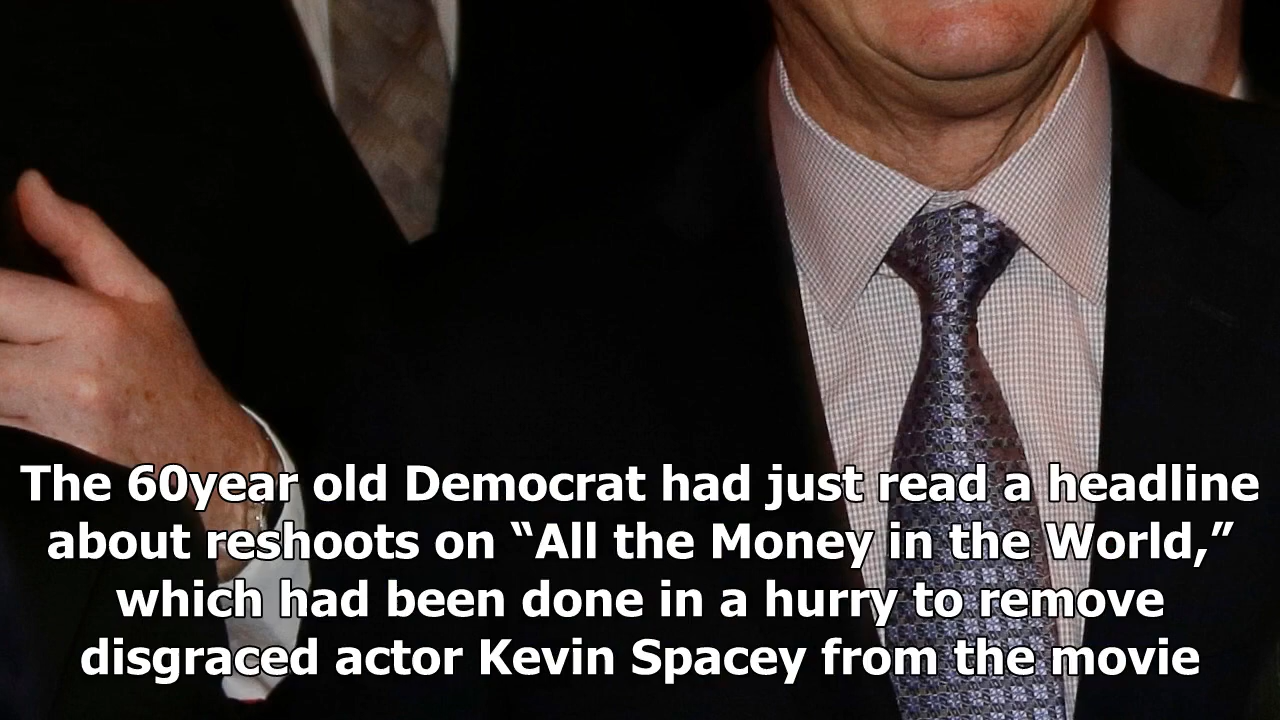 The 60year old Democrat had just read a headline
about reshoots on “All the Money in the World,”
which had been done in a hurry to remove
disgraced actor Kevin Spacey from the movie